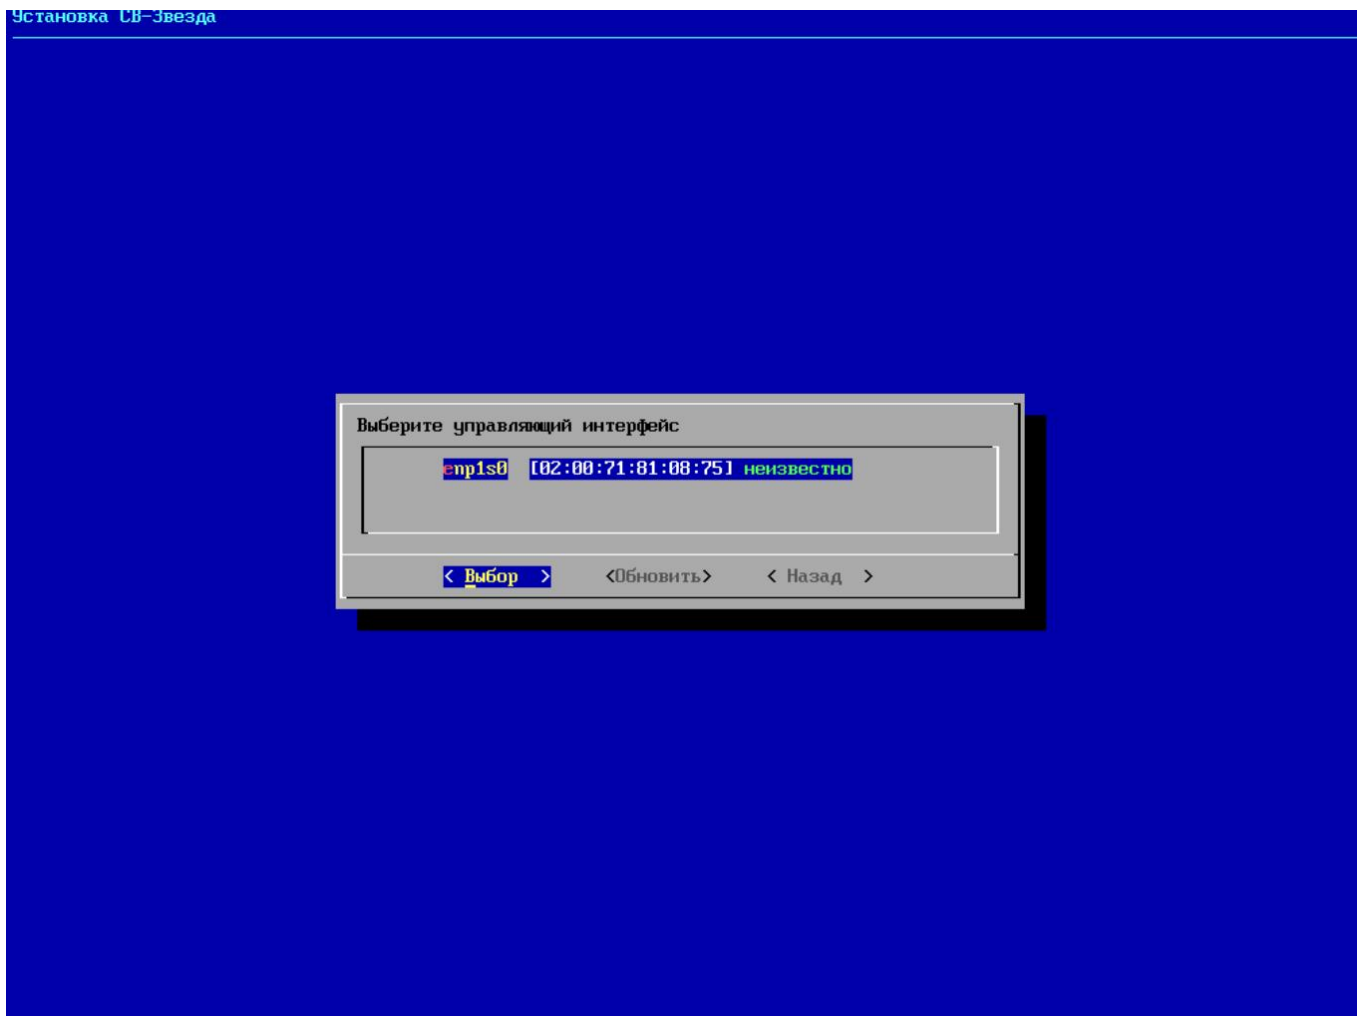 Установка СВ-Звезда
Выберите управляющий интерфейс
enp1s0 [02:00:71:81:08:75] неизвестно
< Выбор > <Обновить> < Назад >